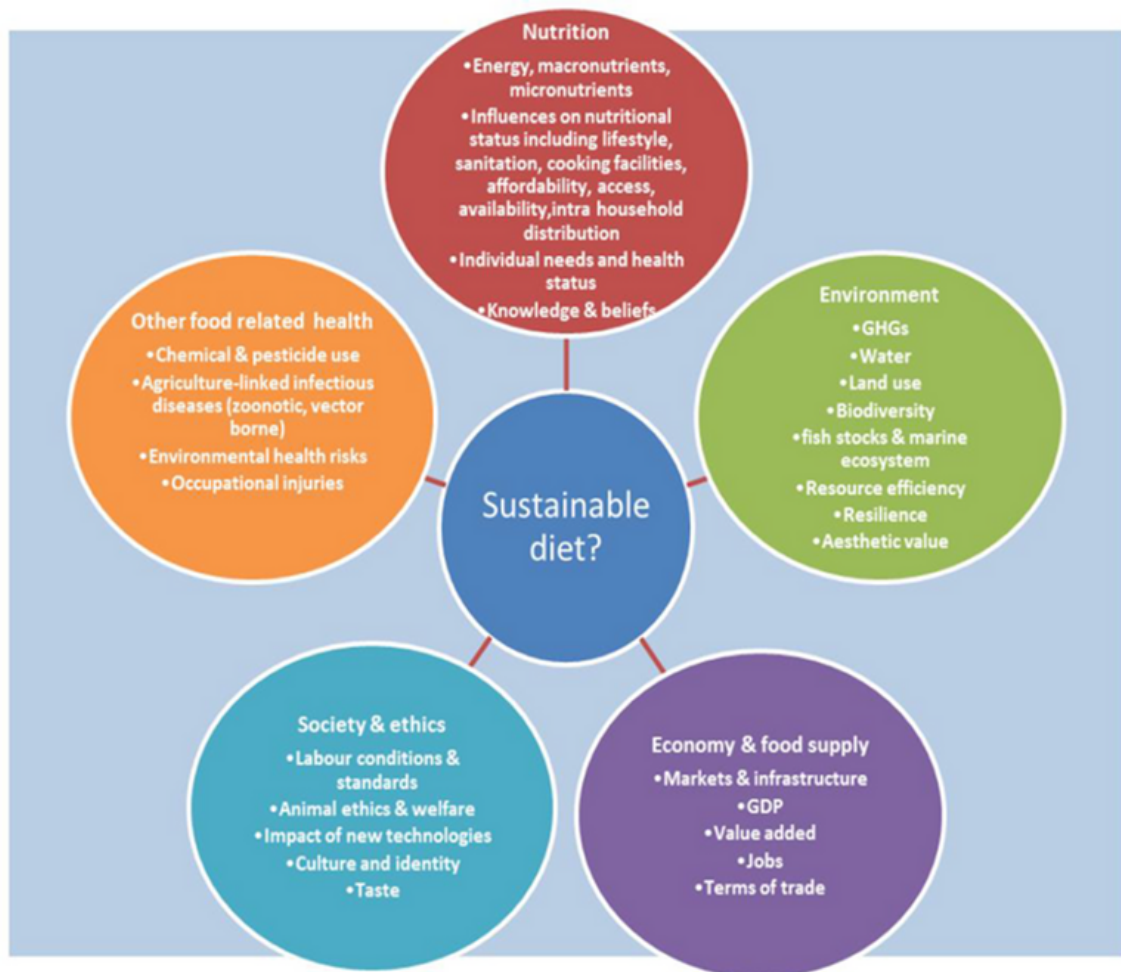 Nutrition
•Energy, macronutrients,
micronutrients
•Influences on nutritional
status including lifestyle,
sanitation, cooking facilities,
affordability, access,
availability,intra household
distribution
•Individual needs and health
status
•Knowledge & beliefs
Other food related health
•Chemical & pesticide use
•Agriculture-linked infectious
diseases (zoonotic, vector
borne)
•Environmental health risks
•Occupational injuries
Environment
•GHGs
•Water
•Land use
•Biodiversity
•fish stocks & marine
ecosystem
•Resource efficiency
•Resilience
•Aesthetic value
Sustainable
diet?
Society & ethics
•Labour conditions &
standards
•Animal ethics & welfare
•Impact of new technologies
•Culture and identity
•Taste
Economy & food supply
•Markets & infrastructure
•GDP
•Value added
•Jobs
•Terms of trade